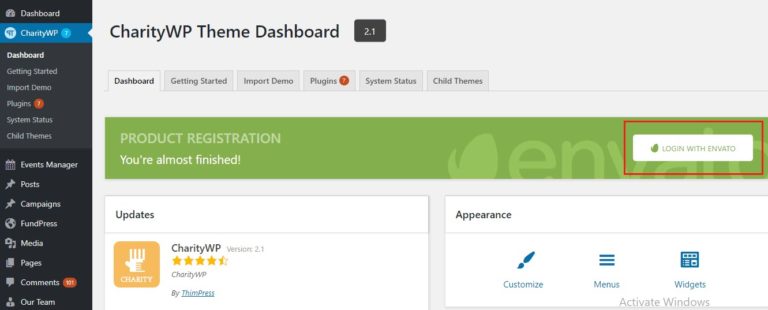 Dashboard
CharityWP 7
Dashboard
Getting Started
Import Demo
Plugins 7
System Status
Child Themes
Events Manager
Posts
Campaigns
FundPress
Media
Pages
Comments 101
Our Team
CharityWP Theme Dashboard 2.1
Dashboard Getting Started Import Demo Plugins 7 System Status Child Themes
PRODUCT REGISTRATION
You're almost finished!
envato
LOGIN WITH ENVATO
Updates
CharityWP Version: 2.1
CharityWP
By ThimPress
CHARITY
Appearance
Customize Menus Widgets
Activate Windows